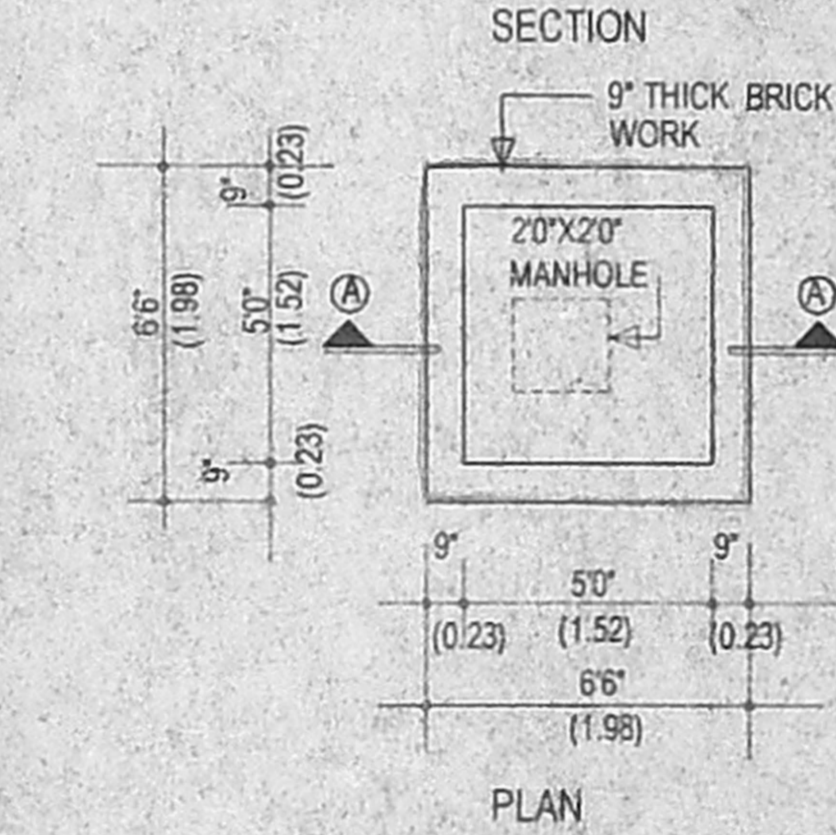 SECTION
9" THICK BRICK
WORK
9"
(0.23)
2'0"X2'0"
MANHOLE
6'6"
(1.98)
5'0"
(1.52)
A
A
9"
(0.23)
9"
9"
5'0"
(0.23)
(1.52)
(0.23)
6'6"
(1.98)
PLAN